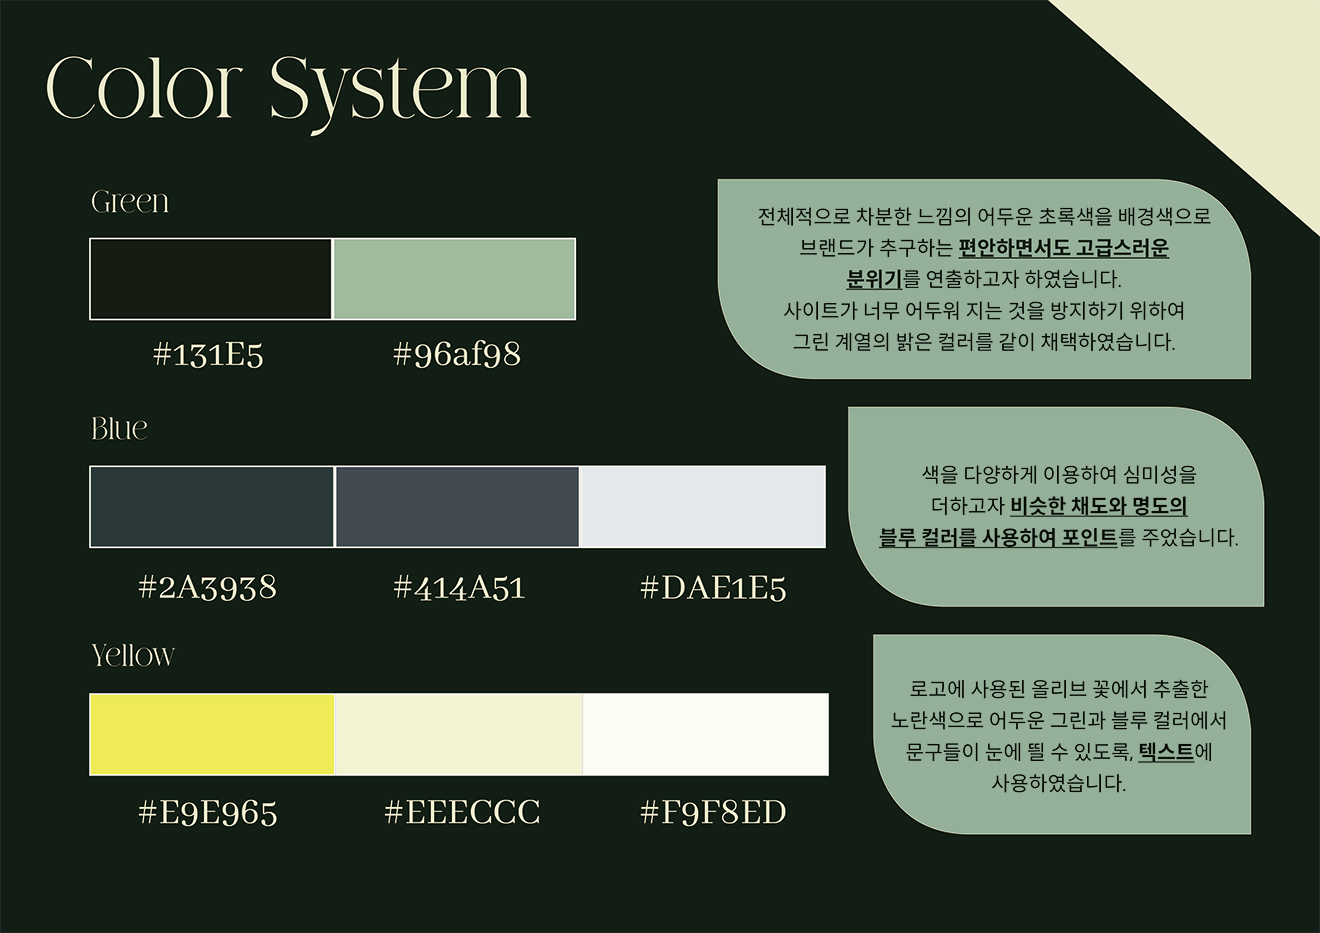 Color System
Green
#131E5
#96af98
전체적으로 차분한 느낌의 어두운 초록색을 배경색으로
브랜드가 추구하는 편안하면서도 고급스러운
분위기를 연출하고자 하였습니다.
사이트가 너무 어두워 지는 것을 방지하기 위하여
그린 계열의 밝은 컬러를 같이 채택하였습니다.
Blue
#2A3938
#414A51
#DAE1E5
색을 다양하게 이용하여 심미성을
더하고자 비슷한 채도와 명도의
블루 컬러를 사용하여 포인트를 주었습니다.
Yellow
#E9E965
#EEECCC
#F9F8ED
로고에 사용된 올리브 꽃에서 추출한
노란색으로 어두운 그린과 블루 컬러에서
문구들이 눈에 띌 수 있도록, 텍스트에
사용하였습니다.